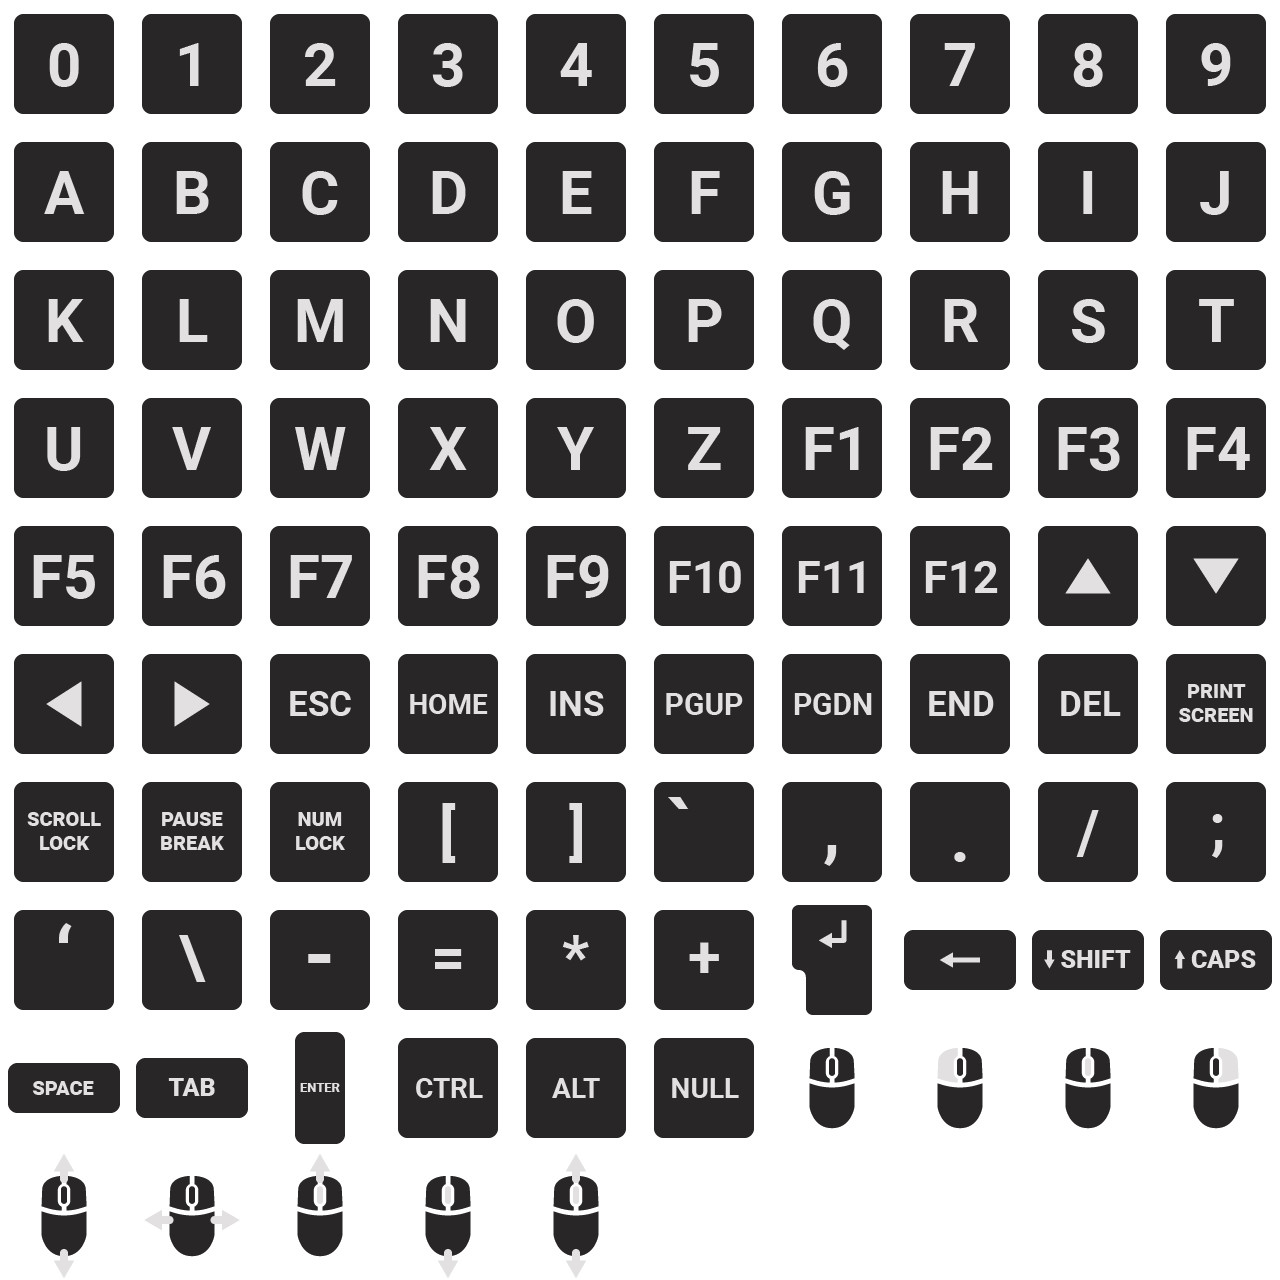 0 1 2 3 4 5 6 7 8 9
A B C D E F G H I J
K L M N O P Q R S T
U V W X Y Z F1 F2 F3 F4
F5 F6 F7 F8 F9 F10 F11 F12 ▲ ▼
◀ ▶ ESC HOME INS PGUP PGDN END DEL PRINT SCREEN
SCROLL LOCK PAUSE BREAK NUM LOCK [ ] ` , . / ;
‘ \ - = * + ↵ ← ⬇ SHIFT ⬆ CAPS
SPACE TAB ENTER CTRL ALT NULL